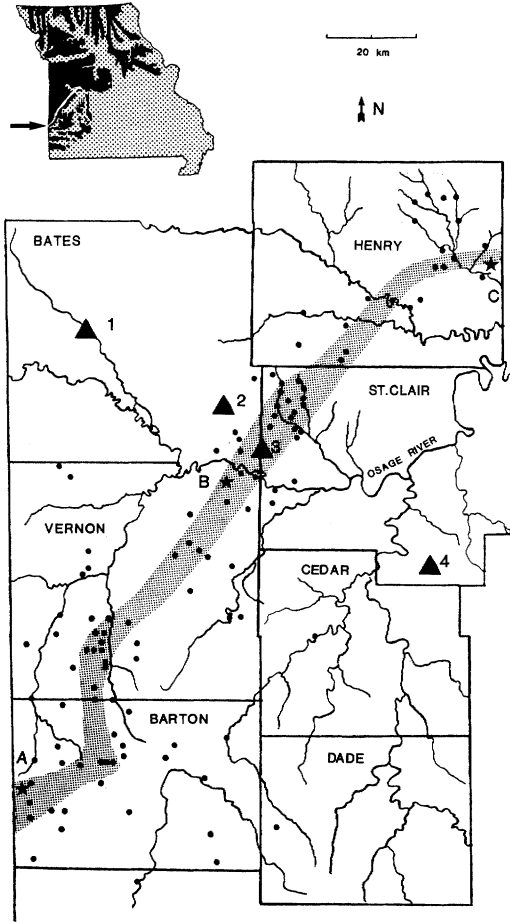 20 km
N
BATES
HENRY
C
1
2
ST. CLAIR
3
OSAGE RIVER
B
VERNON
CEDAR
4
BARTON
A
DADE